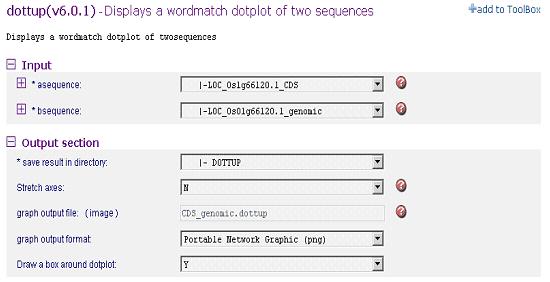 dottup(v6.0.1) - Displays a wordmatch dotplot of two sequences
add to ToolBox
Displays a wordmatch dotplot of twosequences
Input
* asequence: |-LOC_Os1g66120.1_CDS
* bsequence: |-LOC_Os01g66120.1_genomic
Output section
* save result in directory: |- DOTTUP
Stretch axes: N
graph output file: ( image ) CDS_genomic.dottup
graph output format: Portable Network Graphic (png)
Draw a box around dotplot: Y